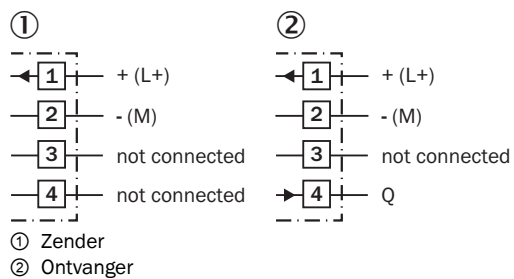 ① ②
1 + (L+) 1 + (L+)
2 - (M) 2 - (M)
3 not connected 3 not connected
4 not connected 4 Q
① Zender
② Ontvanger